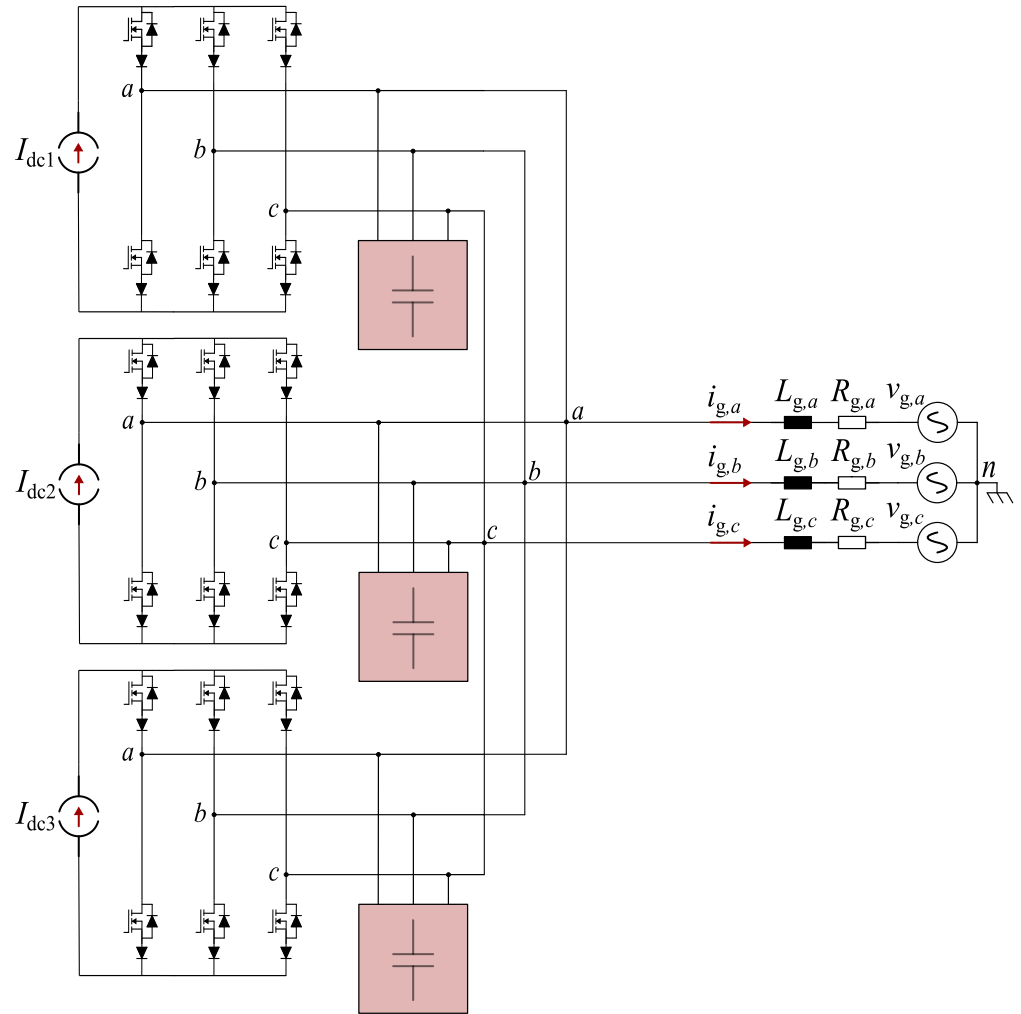 a
I_dc1
b
c
a
b
c
I_dc2
a
b
c
i_g,a L_g,a R_g,a v_g,a
i_g,b L_g,b R_g,b v_g,b
n
i_g,c L_g,c R_g,c v_g,c
a
I_dc3
b
c